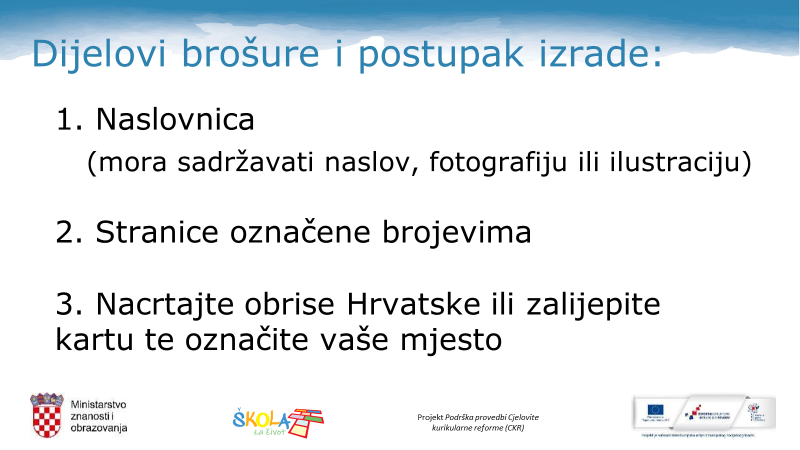 Dijelovi brošure i postupak izrade:
1. Naslovnica
(mora sadržavati naslov, fotografiju ili ilustraciju)
2. Stranice označene brojevima
3. Nacrtajte obrise Hrvatske ili zalijepite
kartu te označite vaše mjesto
Ministarstvo
znanosti i
obrazovanja
ŠKOLA
za život
Projekt Podrška provedbi Cjelovite
kurikularne reforme (CKR)